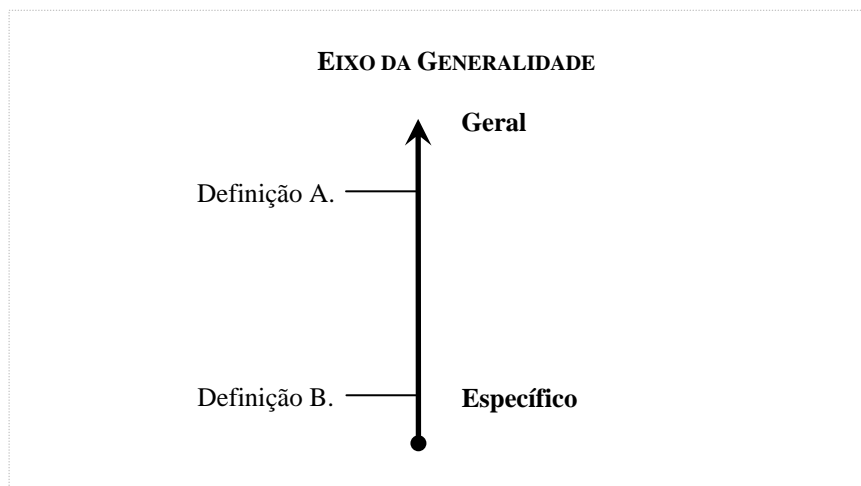 EIXO DA GENERALIDADE
Geral
Definição A.
Definição B.
Específico